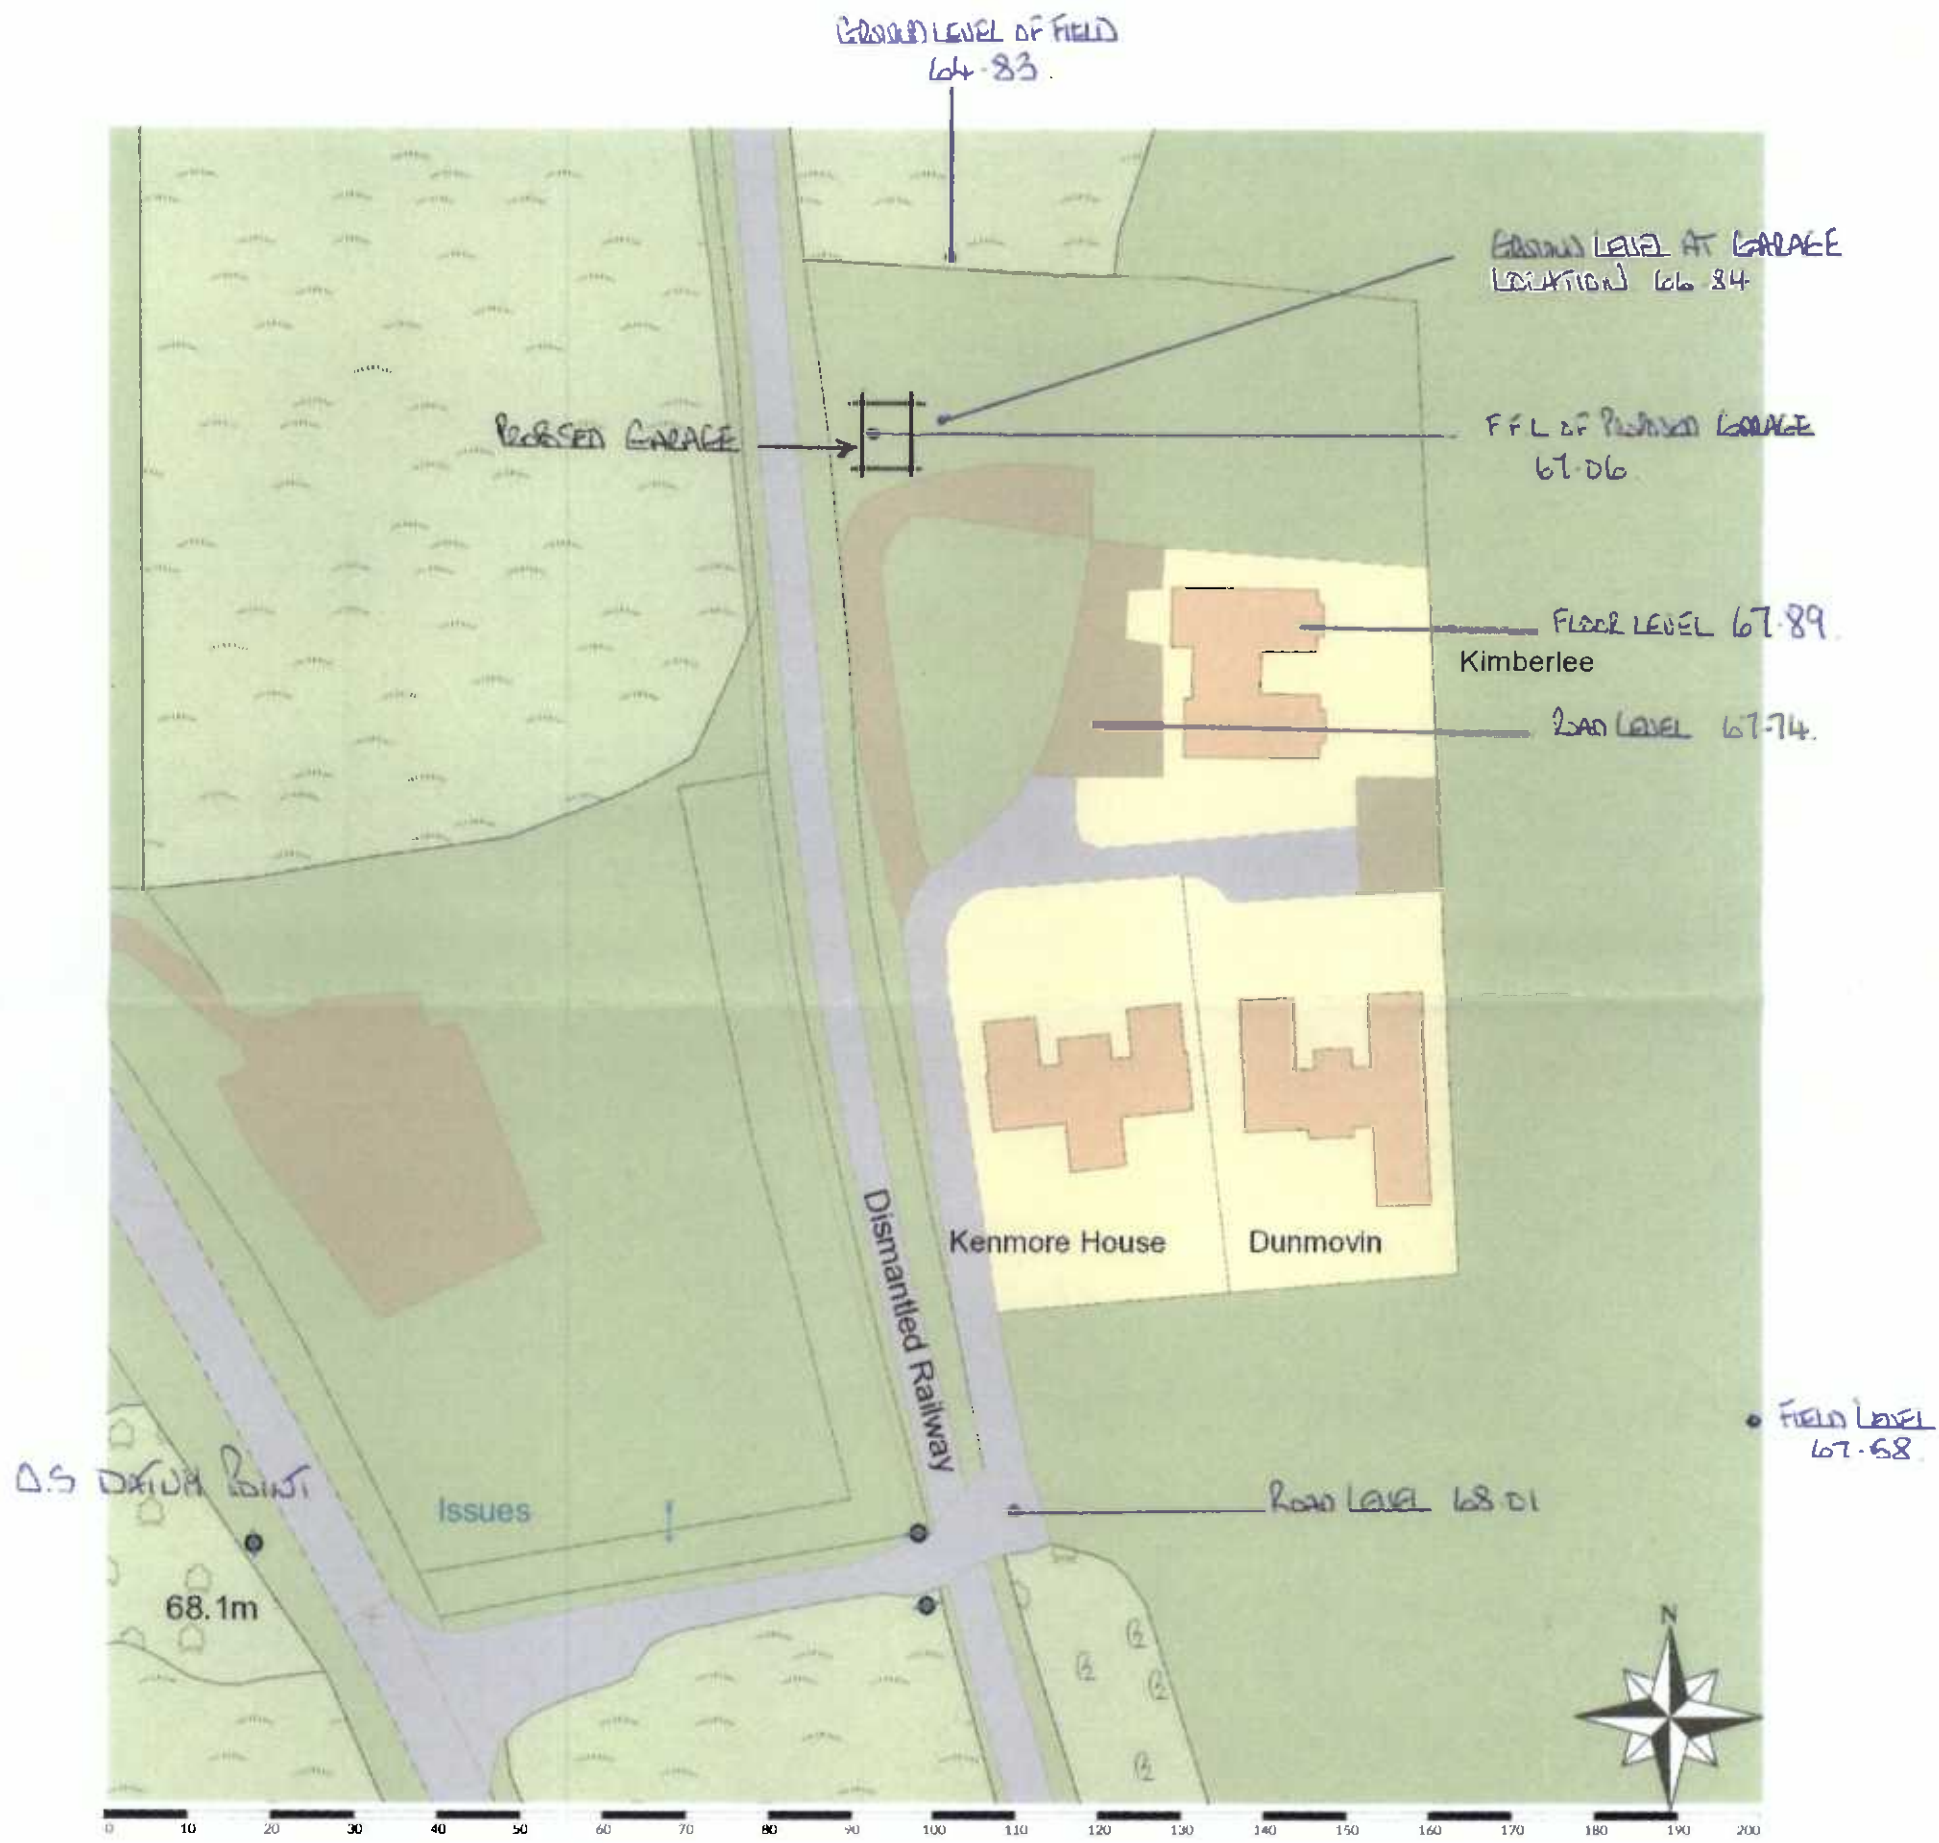 GROUND LEVEL OF FIELD
64.83.
GROUND LEVEL AT GARAGE
LOCATION 66.84
PROPOSED GARAGE
F F L OF PROPOSED GARAGE
67.06
FLOOR LEVEL 67.89.
Kimberlee
ROAD LEVEL 67.74.
Dismantled Railway
Kenmore House
Dunmovin
FIELD LEVEL
67.68
O.S DATUM POINT
Issues
ROAD LEVEL 68.01
68.1m
N
0 10 20 30 40 50 60 70 80 90 100 110 120 130 140 150 160 170 180 190 200